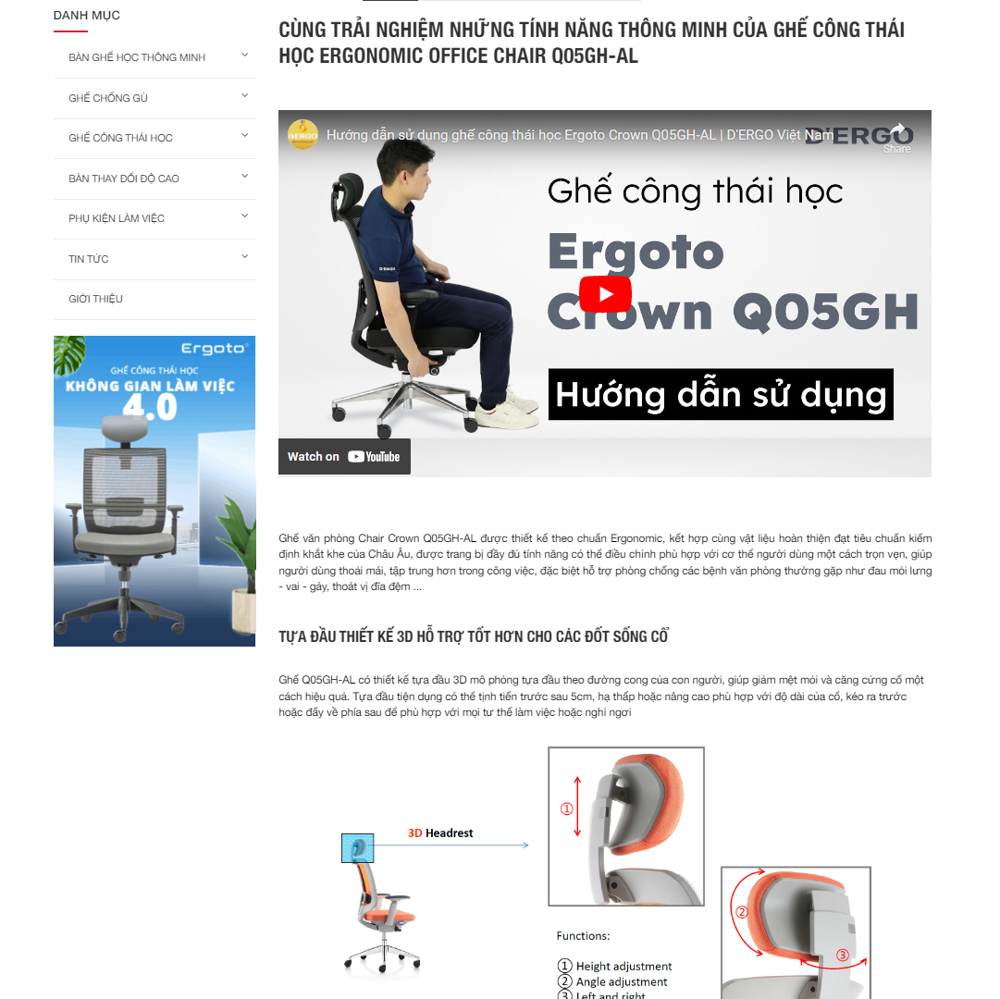 DANH MỤC
BÀN GHẾ HỌC THÔNG MINH
GHẾ CHỐNG GÙ
GHẾ CÔNG THÁI HỌC
BÀN THAY ĐỔI ĐỘ CAO
PHỤ KIỆN LÀM VIỆC
TIN TỨC
GIỚI THIỆU
Ergoto
GHẾ CÔNG THÁI HỌC
KHÔNG GIAN LÀM VIỆC
4.0
CÙNG TRẢI NGHIỆM NHỮNG TÍNH NĂNG THÔNG MINH CỦA GHẾ CÔNG THÁI
HỌC ERGONOMIC OFFICE CHAIR Q05GH-AL
D'ERGO
Hướng dẫn sử dụng ghế công thái học Ergoto Crown Q05GH-AL | D'ERGO Việt Nam
D'ERGO
Share
Ghế công thái học
Ergoto
Crown Q05GH
D'ERGO
Hướng dẫn sử dụng
Watch on YouTube
Ghế văn phòng Chair Crown Q05GH-AL được thiết kế theo chuẩn Ergonomic, kết hợp cùng vật liệu hoàn thiện đạt tiêu chuẩn kiểm
định khắt khe của Châu Âu, được trang bị đầy đủ tính năng có thể điều chỉnh phù hợp với cơ thể người dùng một cách trọn vẹn, giúp
người dùng thoải mái, tập trung hơn trong công việc, đặc biệt hỗ trợ phòng chống các bệnh văn phòng thường gặp như đau mỏi lưng
- vai - gáy, thoát vị đĩa đệm ...
TỰA ĐẦU THIẾT KẾ 3D HỖ TRỢ TỐT HƠN CHO CÁC ĐỐT SỐNG CỔ
Ghế Q05GH-AL có thiết kế tựa đầu 3D mô phỏng tựa đầu theo đường cong của con người, giúp giảm mệt mỏi và căng cứng cổ một
cách hiệu quả. Tựa đầu tiện dụng có thể tịnh tiến trước sau 5cm, hạ thấp hoặc nâng cao phù hợp với độ dài của cổ, kéo ra trước
hoặc đẩy về phía sau để phù hợp với mọi tư thế làm việc hoặc nghỉ ngơi
3D Headrest
①
②
③
Functions:
① Height adjustment
② Angle adjustment
③ Left and right